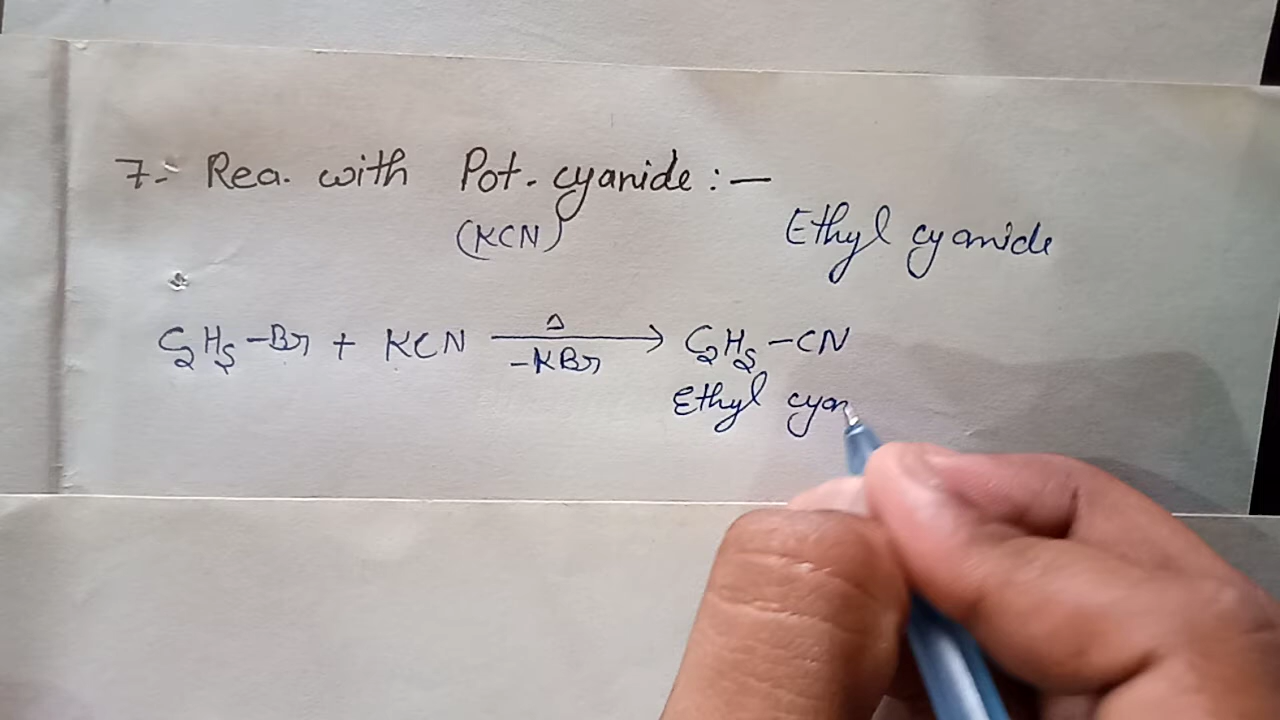 7:- Rea. with Pot. cyanide :—
(KCN)
Ethyl cyanide
C2H5-Br + KCN Δ -KBr → C2H5-CN
Ethyl cyan